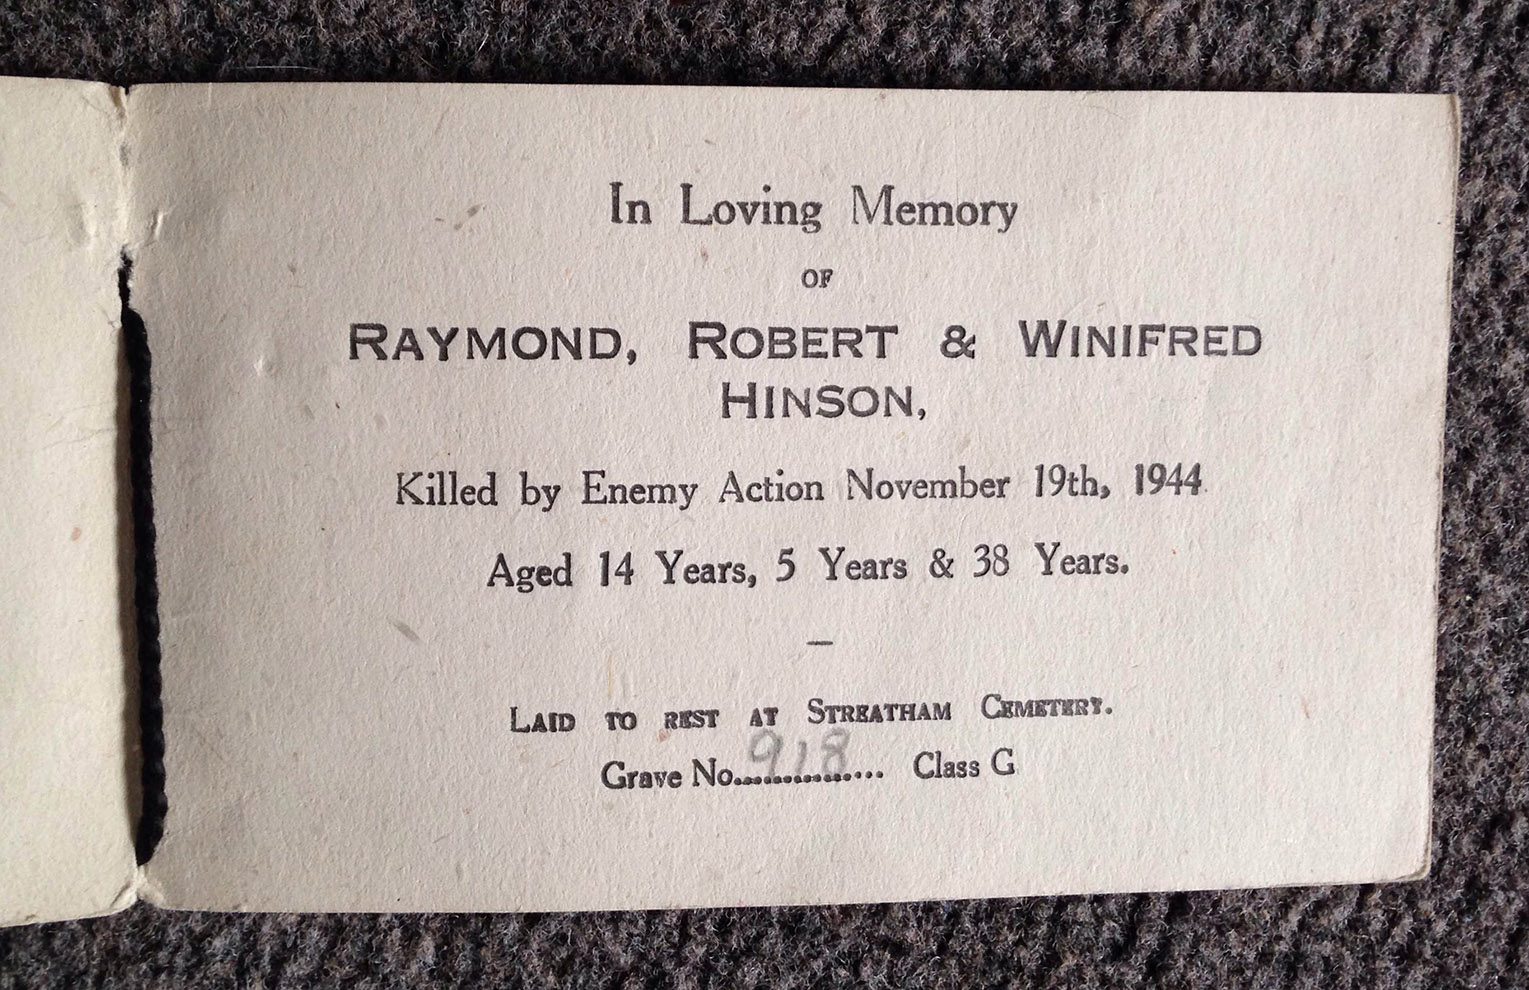 In Loving Memory
OF
RAYMOND, ROBERT & WINIFRED
HINSON,
Killed by Enemy Action November 19th, 1944.
Aged 14 Years, 5 Years & 38 Years.
—
LAID TO REST AT STREATHAM CEMETERY.
Grave No...918... Class G